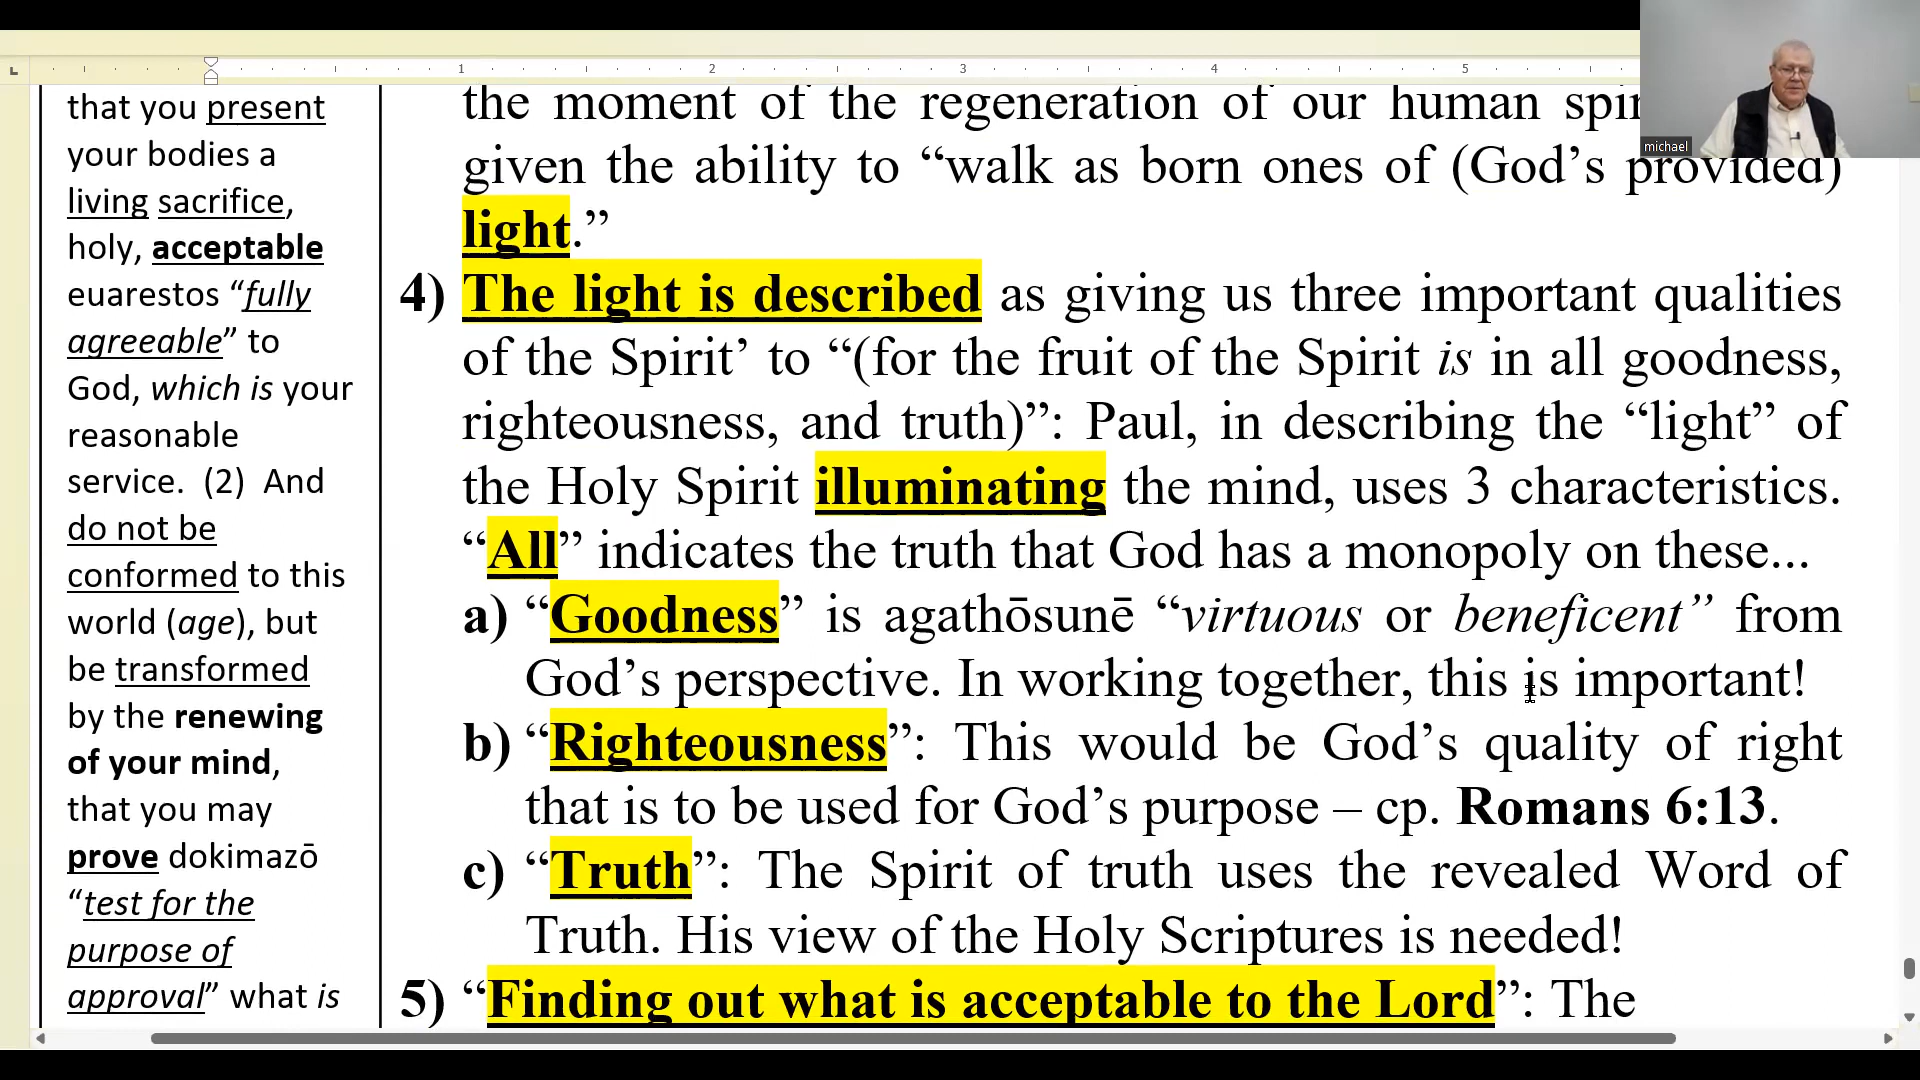 1 2 3 4 5
michael
that you present
your bodies a
living sacrifice,
holy, acceptable
euarestos “fully
agreeable” to
God, which is your
reasonable
service. (2) And
do not be
conformed to this
world (age), but
be transformed
by the renewing
of your mind,
that you may
prove dokimazō
“test for the
purpose of
approval” what is
the moment of the regeneration of our human
given the ability to “walk as born ones of (God’s provided)
light.”
4) The light is described as giving us three important qualities
of the Spirit’ to “(for the fruit of the Spirit is in all goodness,
righteousness, and truth)”: Paul, in describing the “light” of
the Holy Spirit illuminating the mind, uses 3 characteristics.
“All” indicates the truth that God has a monopoly on these...
a) “Goodness” is agathōsunē “virtuous or beneficent” from
God’s perspective. In working together, this is important!
b) “Righteousness”: This would be God’s quality of right
that is to be used for God’s purpose – cp. Romans 6:13.
c) “Truth”: The Spirit of truth uses the revealed Word of
Truth. His view of the Holy Scriptures is needed!
5) “Finding out what is acceptable to the Lord”: The